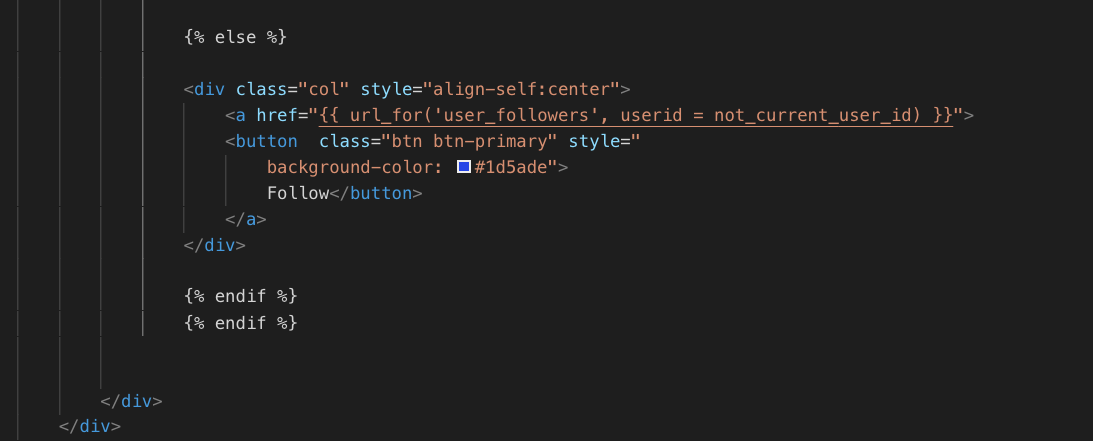 {% else %}
<div class="col" style="align-self:center">
<a href="{{ url_for('user_followers', userid = not_current_user_id) }}">
<button  class="btn btn-primary" style="
background-color: #1d5ade">
Follow</button>
</a>
</div>
{% endif %}
{% endif %}
</div>
</div>